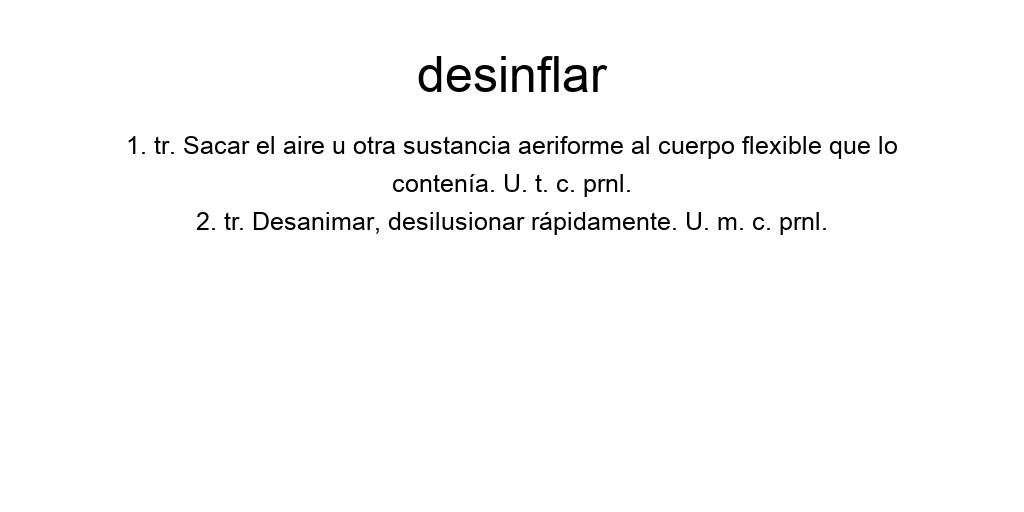 desinflar
1. tr. Sacar el aire u otra sustancia aeriforme al cuerpo flexible que lo
contenía. U. t. c. prnl.
2. tr. Desanimar, desilusionar rápidamente. U. m. c. prnl.